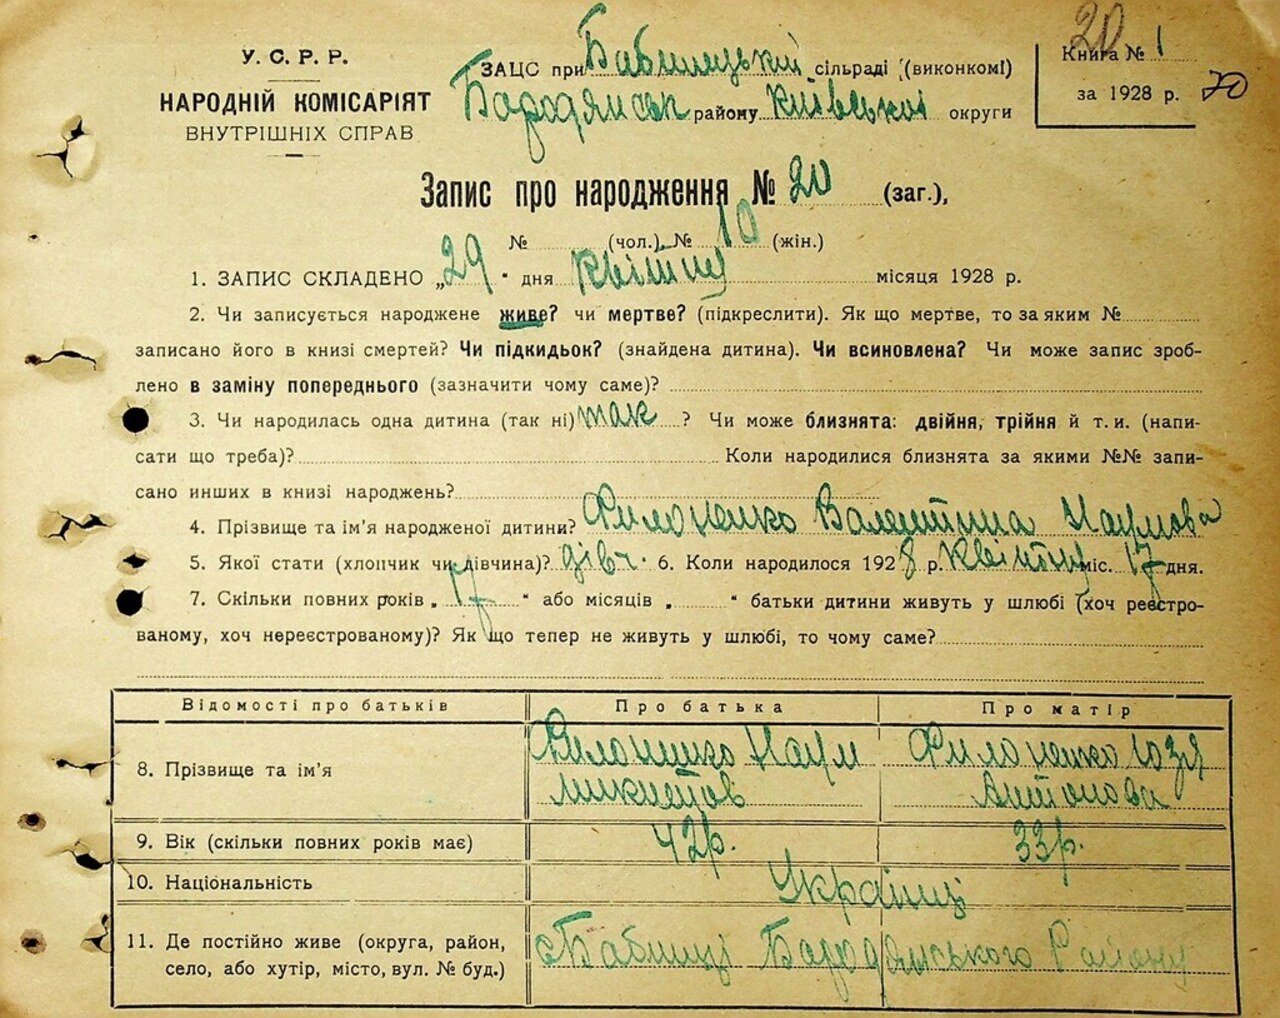 20
У. С. Р. Р.
НАРОДНІЙ КОМІСАРІЯТ
ВНУТРІШНІХ СПРАВ
ЗАЦС при Бабинецькій сільраді (виконкомі)
Бородянськ району Київської округи
Книга № 1
за 1928 р. 20
Запис про народження № 20 (заг.),
№ (чол.), № 10 (жін.)
1. ЗАПИС СКЛАДЕНО „29 “ дня квітну місяця 1928 р.
2. Чи записується народжене живе? чи мертве? (підкреслити). Як що мертве, то за яким №
записано його в книзі смертей? Чи підкидьок? (знайдена дитина). Чи всиновлена? Чи може запис зроб-
лено в заміну попереднього (зазначити чому саме)?
3. Чи народилась одна дитина (так ні) так ? Чи може близнята: двійня, трійня й т. и. (напи-
сати що треба)? Коли народилися близнята за якими №№ запи-
сано инших в книзі народжень?
4. Прізвище та ім’я народженої дитини? Филоненко Валентина Наумова
5. Якої стати (хлопчик чи дівчина)? дівч. 6. Коли народилося 1928 р. квітну міс. 17 дня.
7. Скільки повних років „ 17 “ або місяців „ “ батьки дитини живуть у шлюбі (хоч реєстро-
ваному, хоч нереєстрованому)? Як що тепер не живуть у шлюбі, то чому саме?
Відомості про батьків Про батька Про матір
8. Прізвище та ім’я Филоненко Наум Филоненко Юзя
Микитов Антонова
9. Вік (скільки повних років має) 42р. 33р.
10. Національність Українці
11. Де постійно живе (округа, район,
село, або хутір, місто, вул. № буд.) с Бабинці Бородянського Району